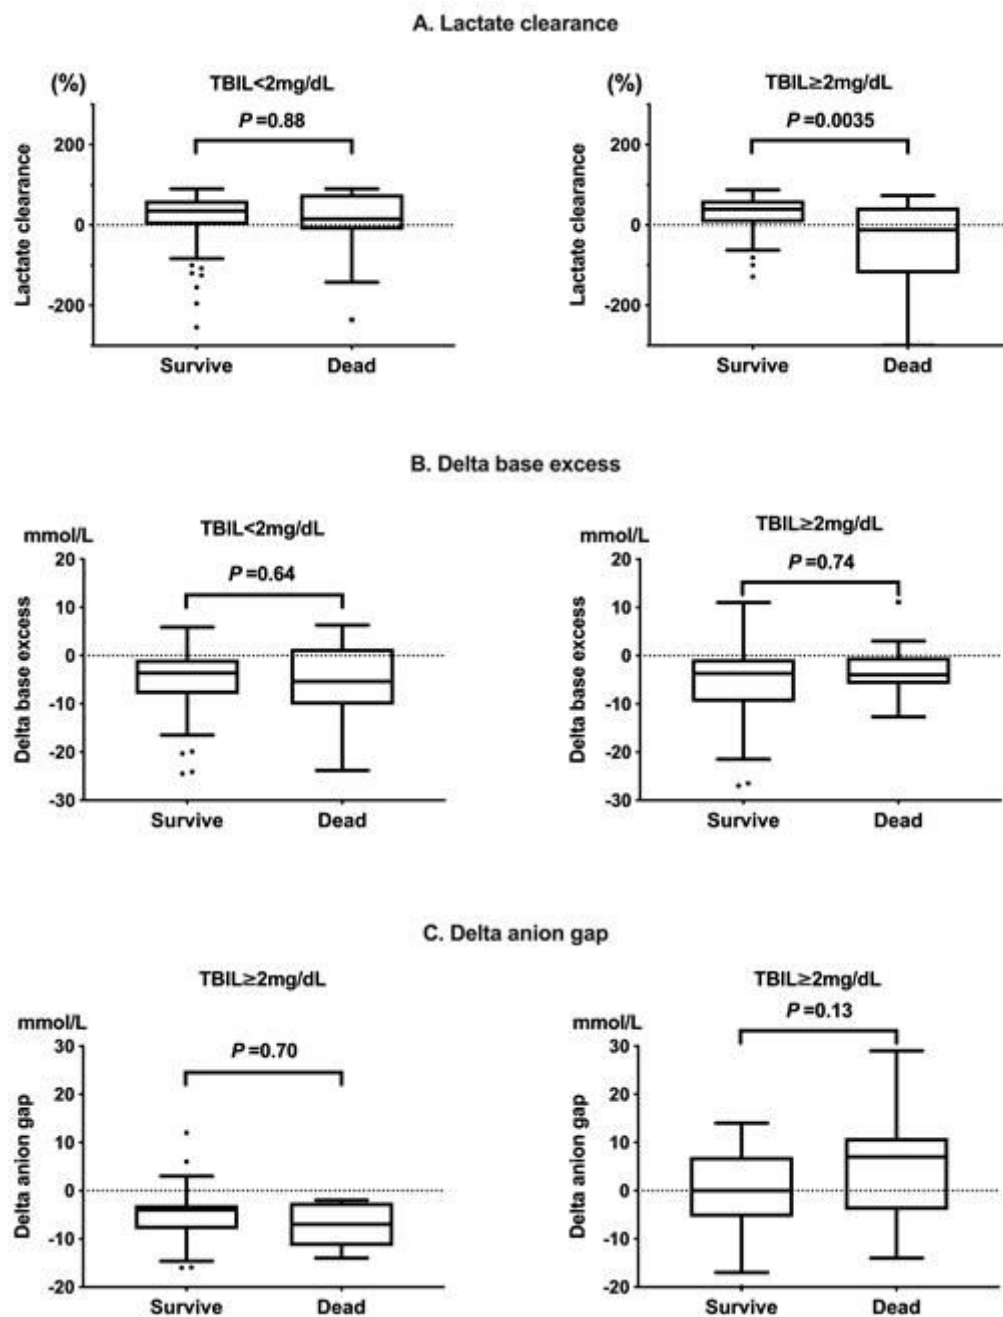 A. Lactate clearance
(%)
TBIL<2mg/dL
P =0.88
Lactate clearance
200
0
-200
Survive
Dead
(%)
TBIL≥2mg/dL
P =0.0035
Lactate clearance
200
0
-200
Survive
Dead
B. Delta base excess
mmol/L
TBIL<2mg/dL
P =0.64
Delta base excess
20
10
0
-10
-20
-30
Survive
Dead
mmol/L
TBIL≥2mg/dL
P =0.74
Delta base excess
20
10
0
-10
-20
-30
Survive
Dead
C. Delta anion gap
TBIL≥2mg/dL
mmol/L
P =0.70
Delta anion gap
30
20
10
0
-10
-20
Survive
Dead
TBIL≥2mg/dL
mmol/L
P =0.13
Delta anion gap
30
20
10
0
-10
-20
Survive
Dead